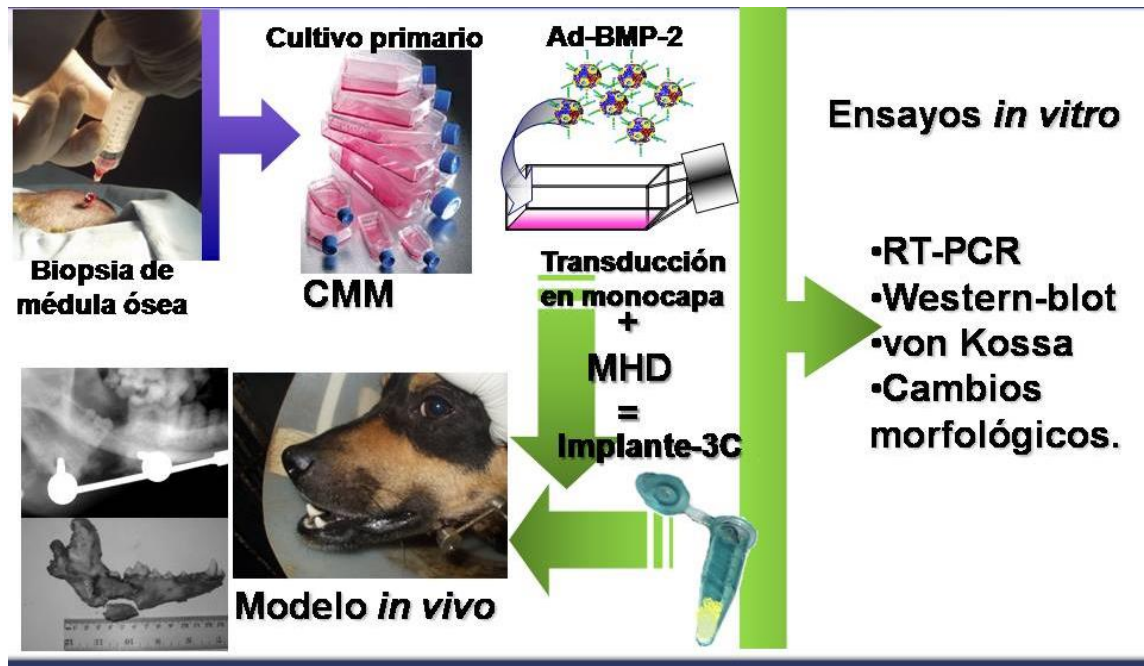 Cultivo primario
Ad-BMP-2
Biopsia de
médula ósea
CMM
Transducción
en monocapa
+
MHD
=
Implante-3C
Modelo in vivo
Ensayos in vitro
•RT-PCR
•Western-blot
•von Kossa
•Cambios
morfológicos.